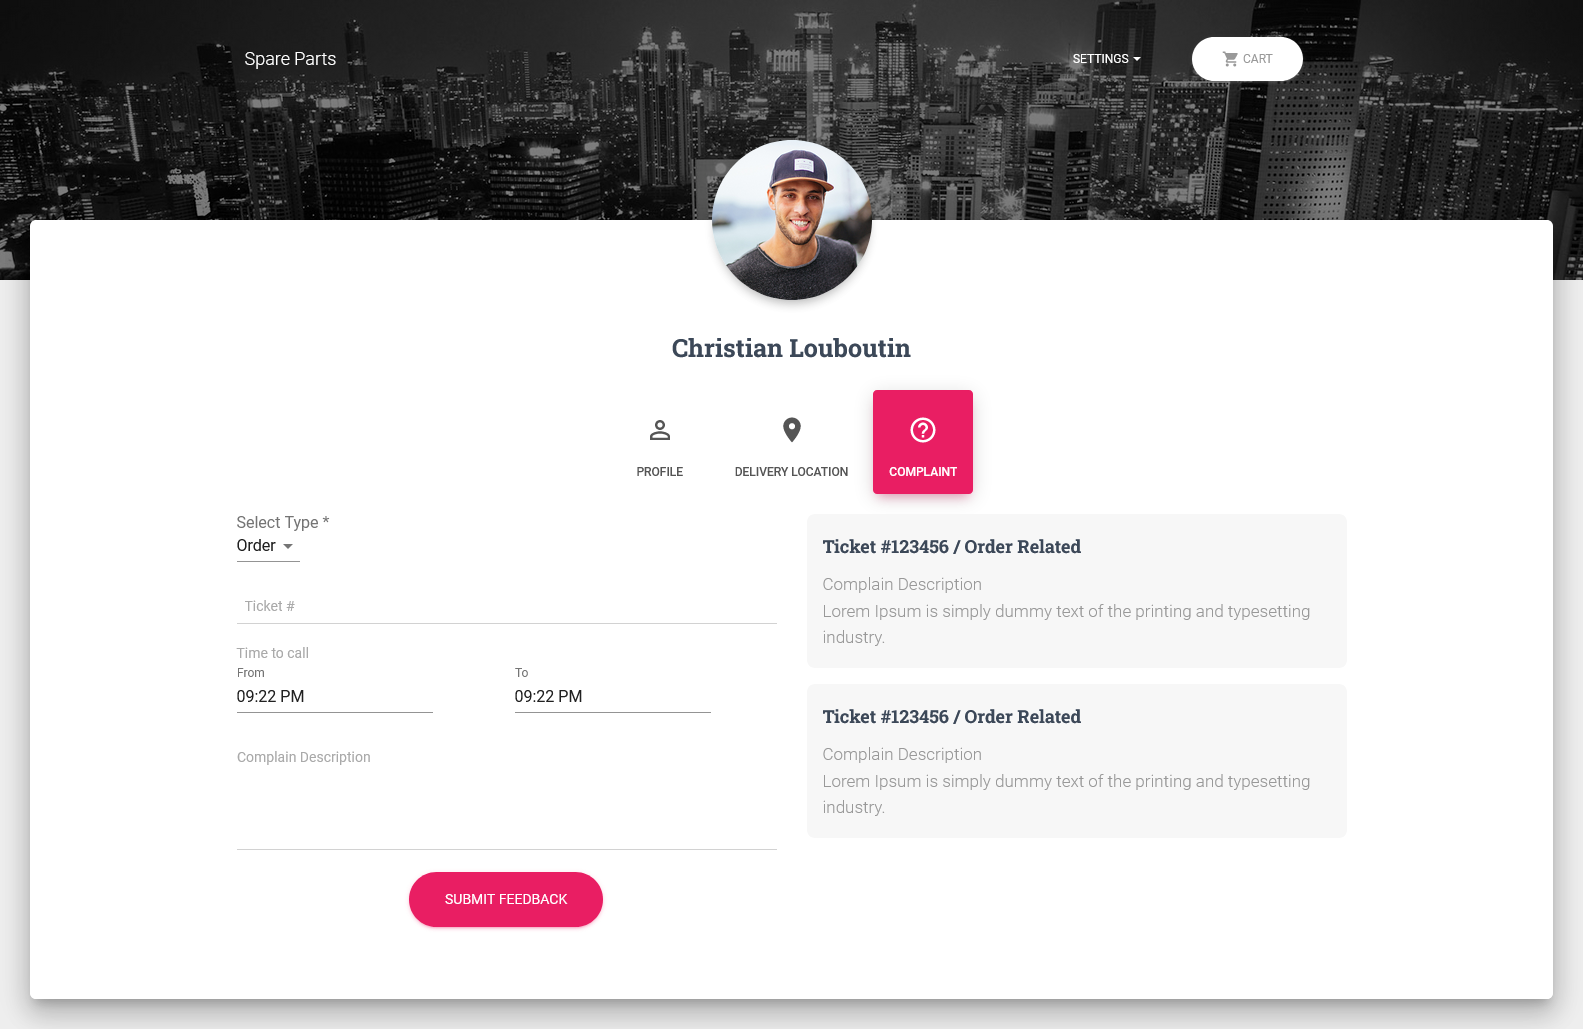 Spare Parts
SETTINGS
CART
Christian Louboutin
PROFILE
DELIVERY LOCATION
COMPLAINT
Select Type *
Order
Ticket #
Time to call
From
To
09:22 PM
09:22 PM
Complain Description
SUBMIT FEEDBACK
Ticket #123456 / Order Related
Complain Description
Lorem Ipsum is simply dummy text of the printing and typesetting
industry.
Ticket #123456 / Order Related
Complain Description
Lorem Ipsum is simply dummy text of the printing and typesetting
industry.